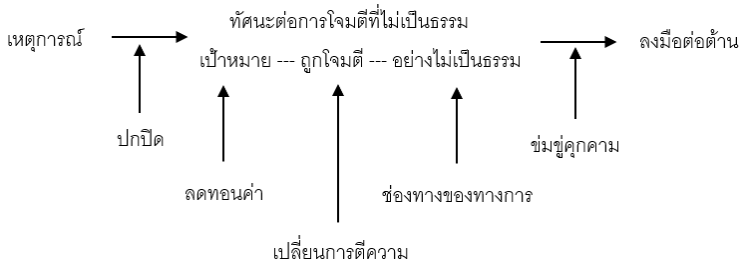 ทัศนะต่อการโจมตีที่ไม่เป็นธรรม
เหตุการณ์
ลงมือต่อต้าน
เป้าหมาย --- ถูกโจมตี --- อย่างไม่เป็นธรรม
ปกปิด
ข่มขู่คุกคาม
ลดทอนค่า
ช่องทางของทางการ
เปลี่ยนการตีความ